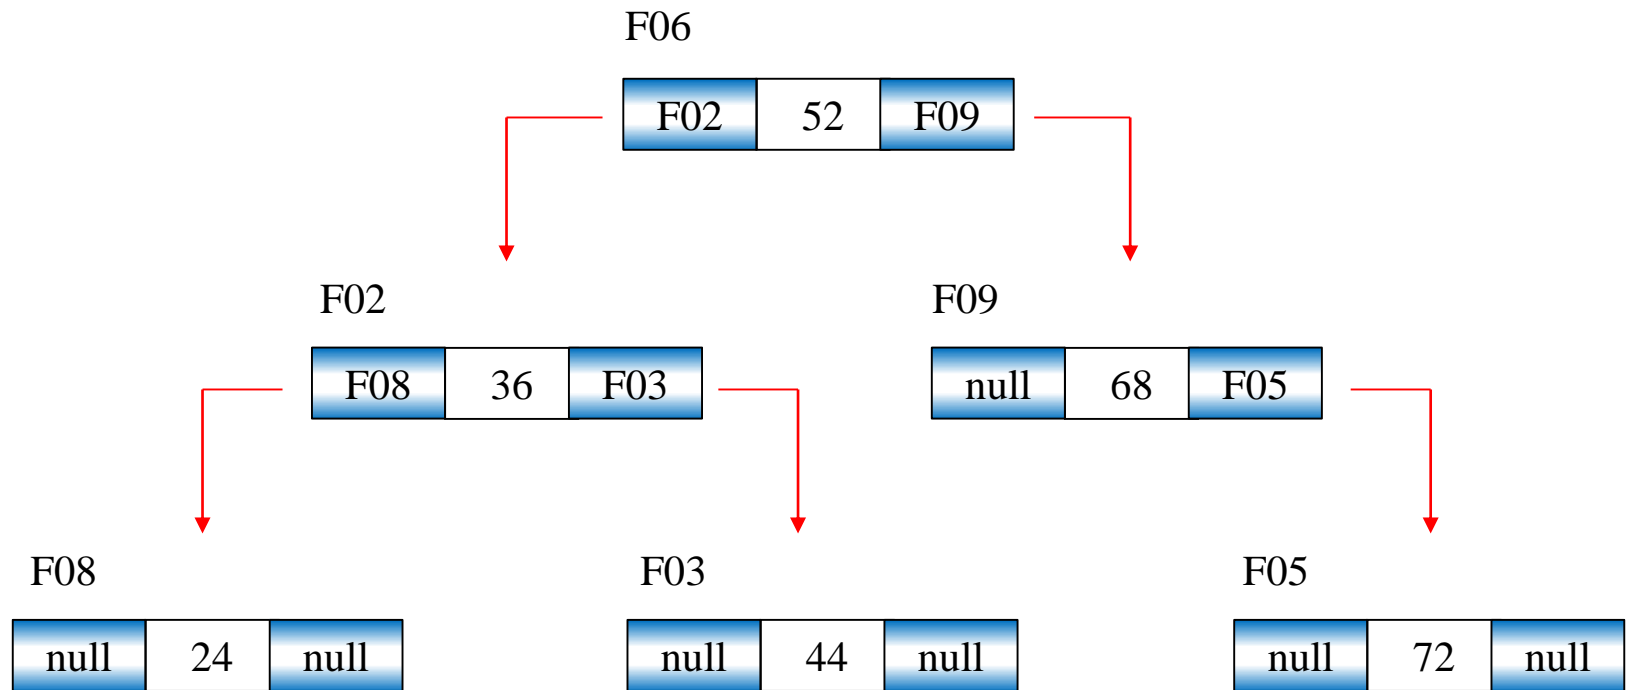 F06
F02 52 F09
F02 F09
F08 36 F03 null 68 F05
F08 F03 F05
null 24 null null 44 null null 72 null